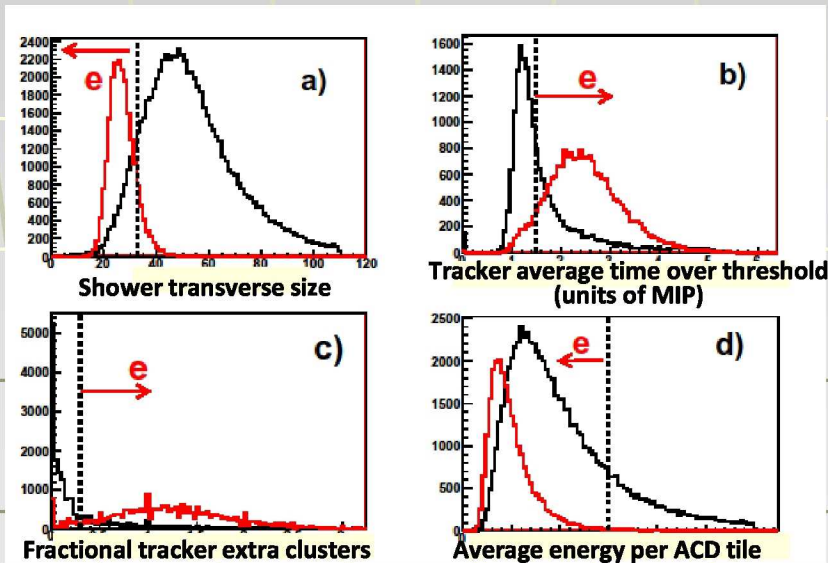 2400
2200
2000
1800
1600
1400
1200
1000
800
600
400
200
0
e
a)
0 20 40 60 80 100 120
Shower transverse size
1600
1400
1200
1000
800
600
400
200
0
e
b)
Tracker average time over threshold
(units of MIP)
5000
4000
3000
2000
1000
0
e
c)
Fractional tracker extra clusters
2500
2000
1500
1000
500
0
e
d)
Average energy per ACD tile